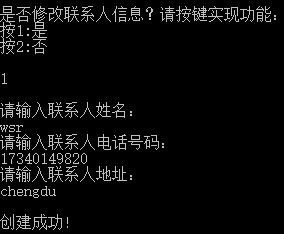 是否修改联系人信息？请按键实现功能：
按1:是
按2:否
1
请输入联系人姓名：
wsr
请输入联系人电话号码：
17340149820
请输入联系人地址：
chengdu
创建成功!